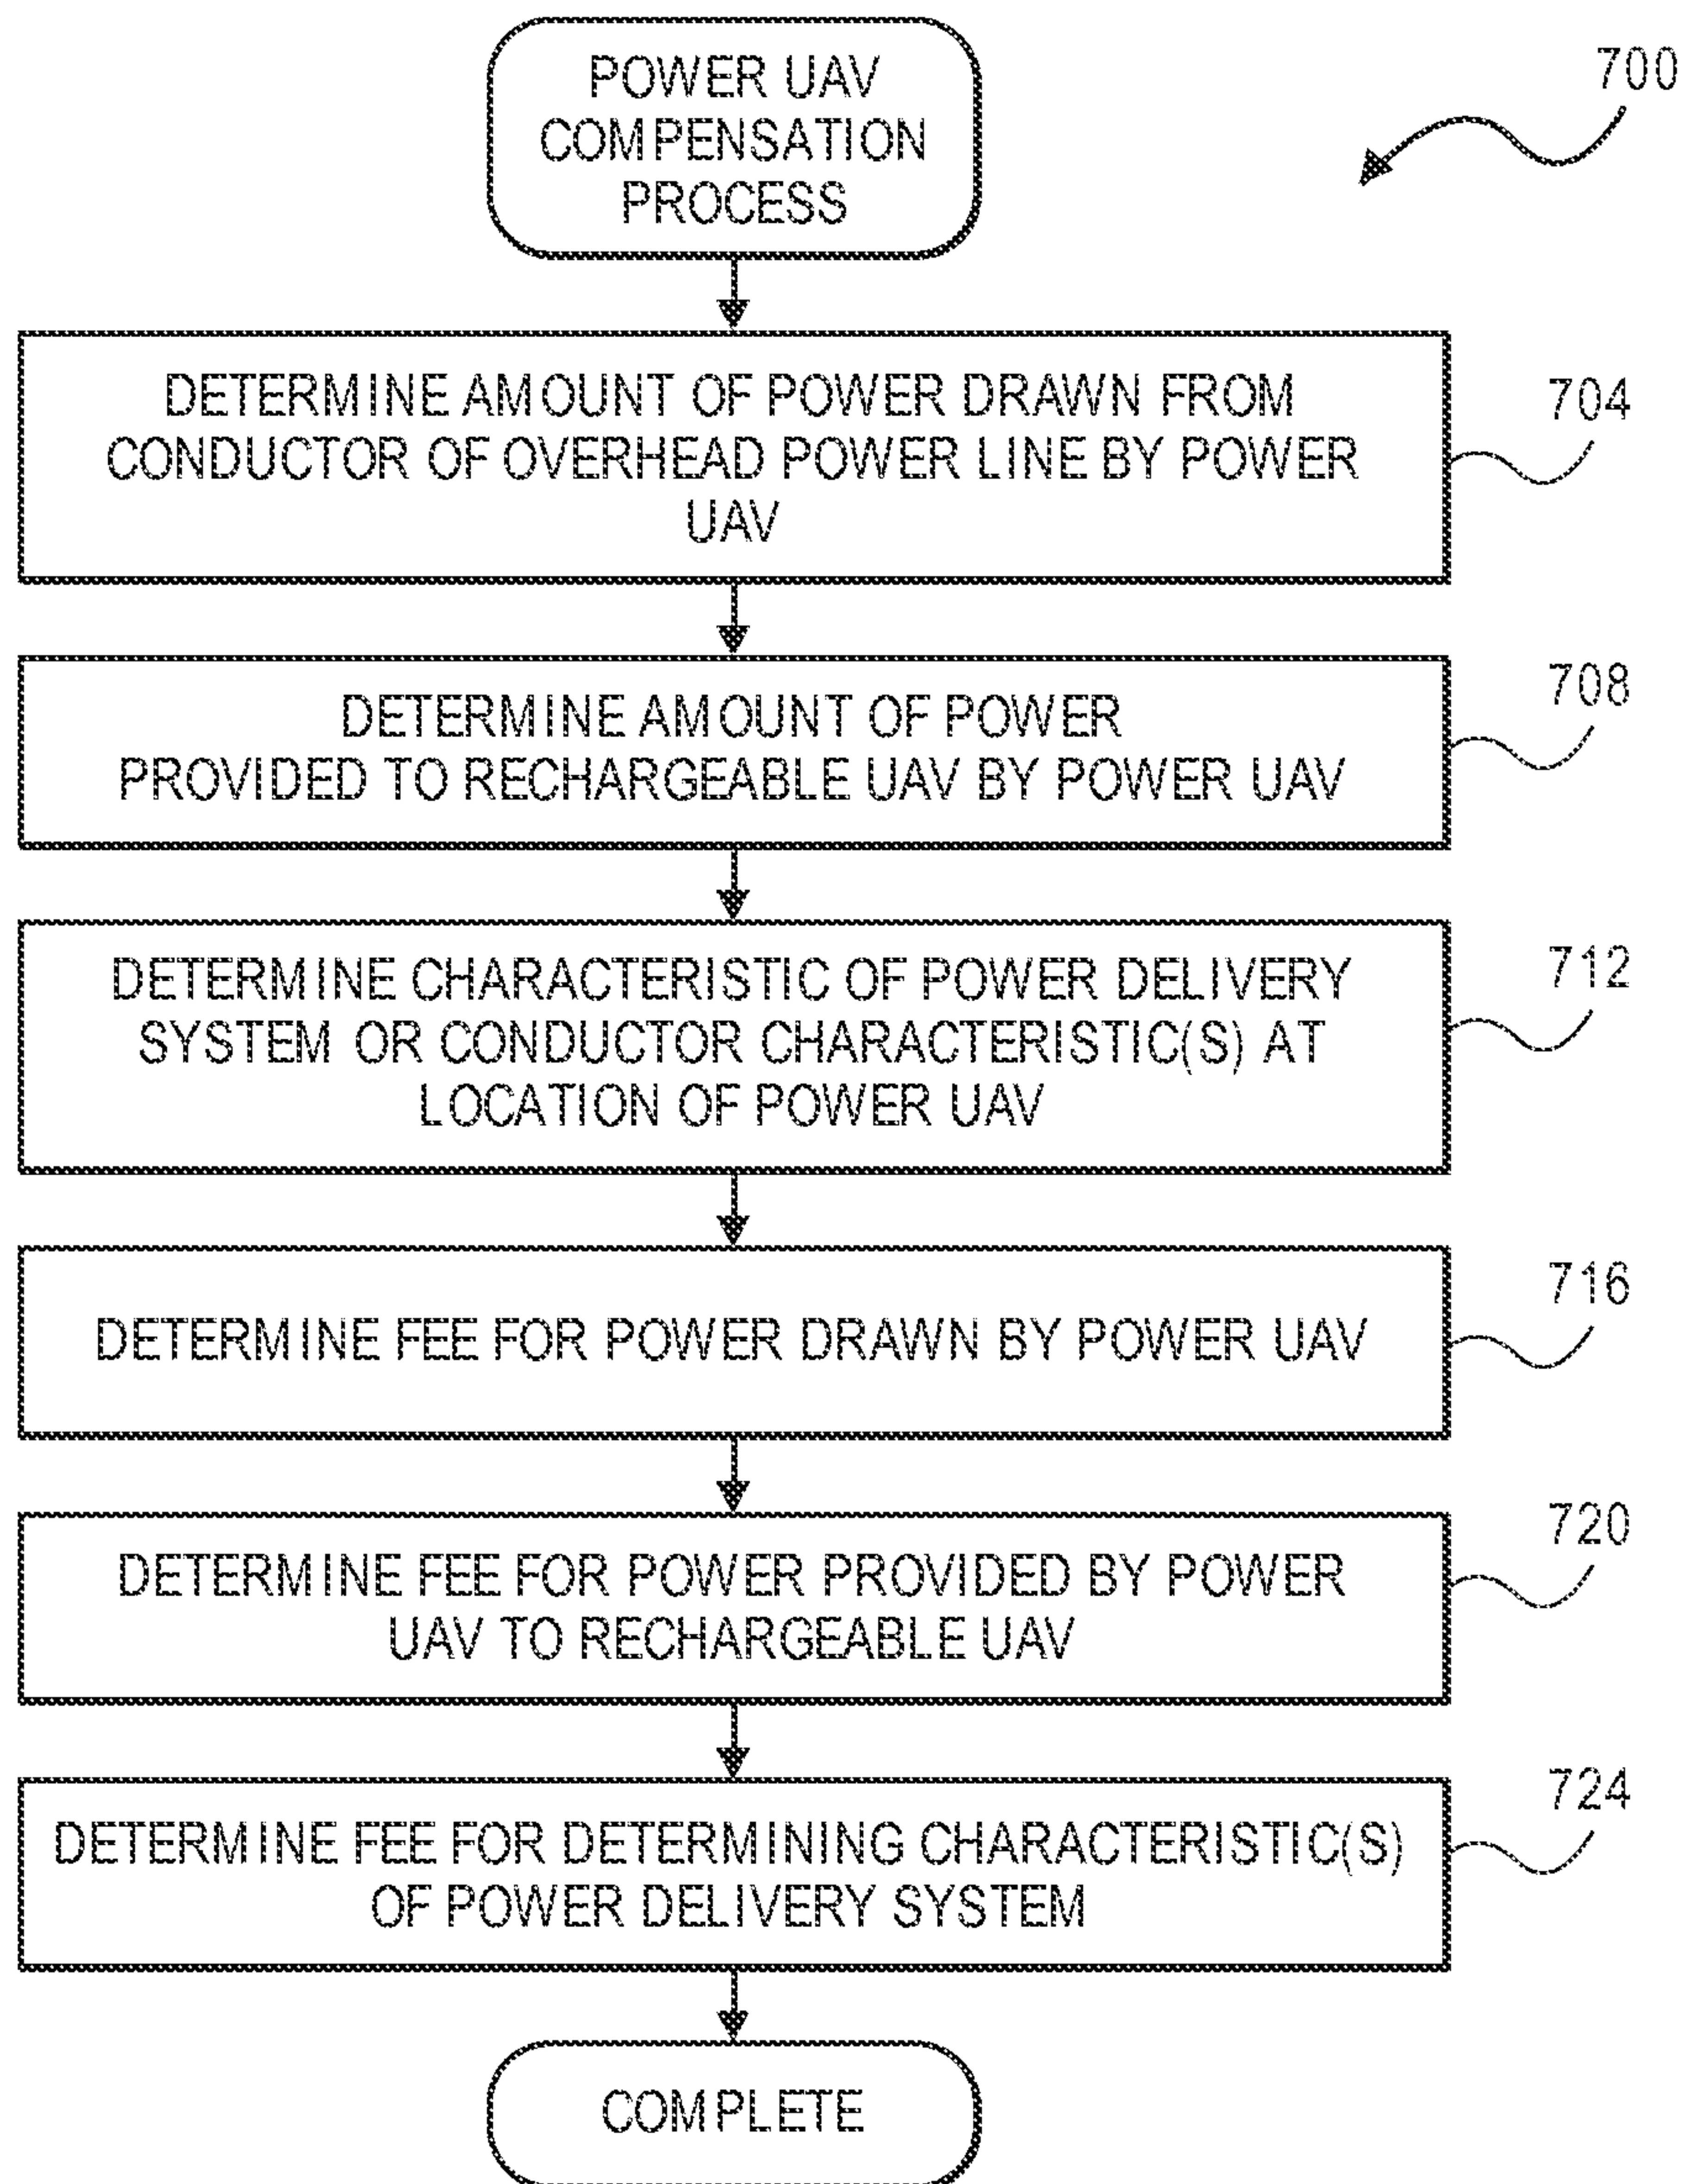 POWER UAV
COMPENSATION
PROCESS
700
DETERMINE AMOUNT OF POWER DRAWN FROM
CONDUCTOR OF OVERHEAD POWER LINE BY POWER
UAV
704
DETERMINE AMOUNT OF POWER
PROVIDED TO RECHARGEABLE UAV BY POWER UAV
708
DETERMINE CHARACTERISTIC OF POWER DELIVERY
SYSTEM OR CONDUCTOR CHARACTERISTIC(S) AT
LOCATION OF POWER UAV
712
DETERMINE FEE FOR POWER DRAWN BY POWER UAV
716
DETERMINE FEE FOR POWER PROVIDED BY POWER
UAV TO RECHARGEABLE UAV
720
DETERMINE FEE FOR DETERMINING CHARACTERISTIC(S)
OF POWER DELIVERY SYSTEM
724
COMPLETE